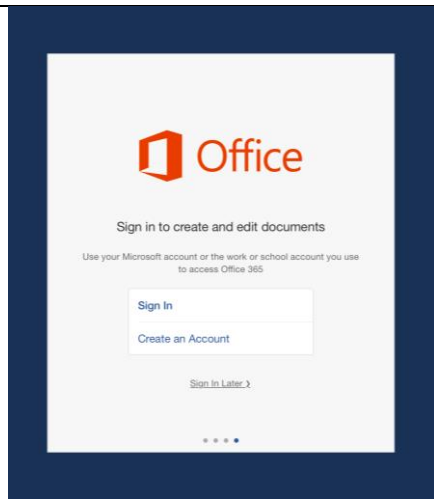 Office
Sign in to create and edit documents
Use your Microsoft account or the work or school account you use
to access Office 365
Sign In
Create an Account
Sign In Later ❯